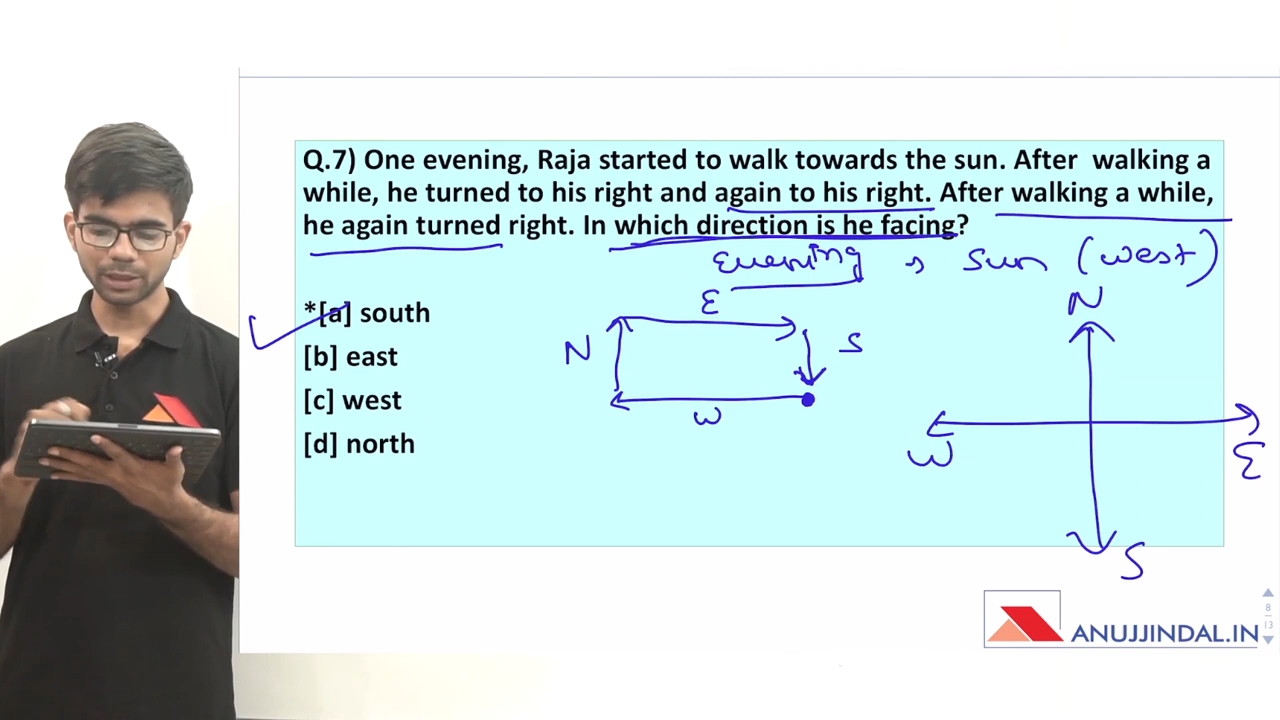 Q.7) One evening, Raja started to walk towards the sun. After walking a
while, he turned to his right and again to his right. After walking a while,
he again turned right. In which direction is he facing?
Evening → Sun (west)
*[a] south
[b] east
[c] west
[d] north
E
N
S
W
N
W
E
S
8
13
ANUJJINDAL.IN